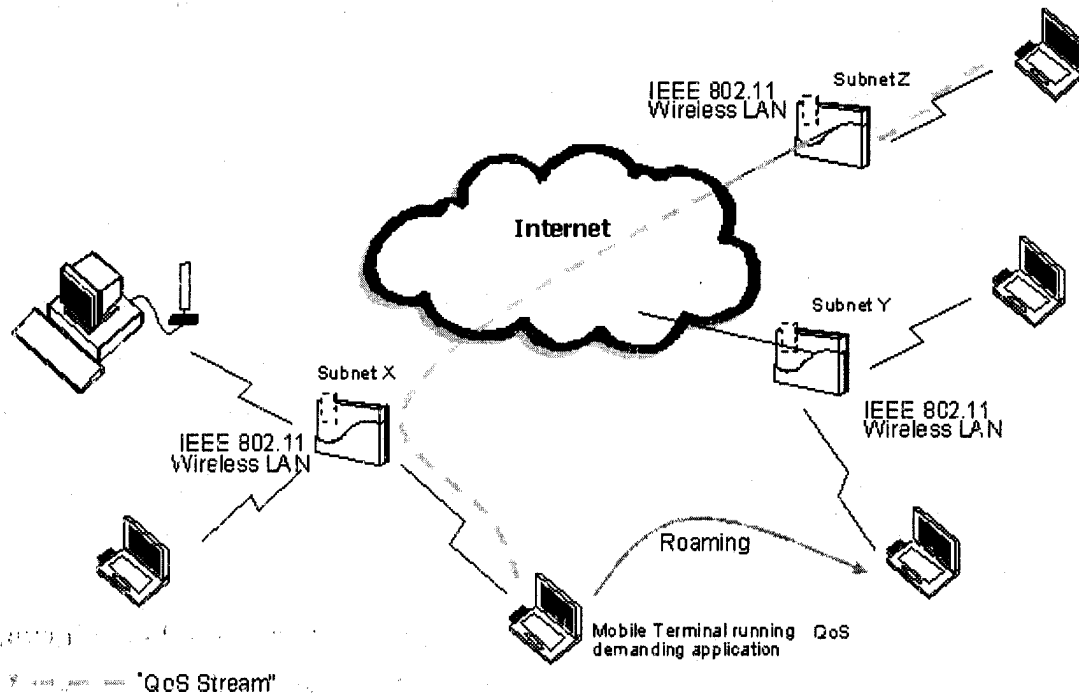 SubnetZ
IEEE 802.11
Wireless LAN
Internet
Subnet Y
Subnet X
IEEE 802.11
Wireless LAN
IEEE 802.11
Wireless LAN
Roaming
Mobile Terminal running QoS
demanding application
"QoS Stream"